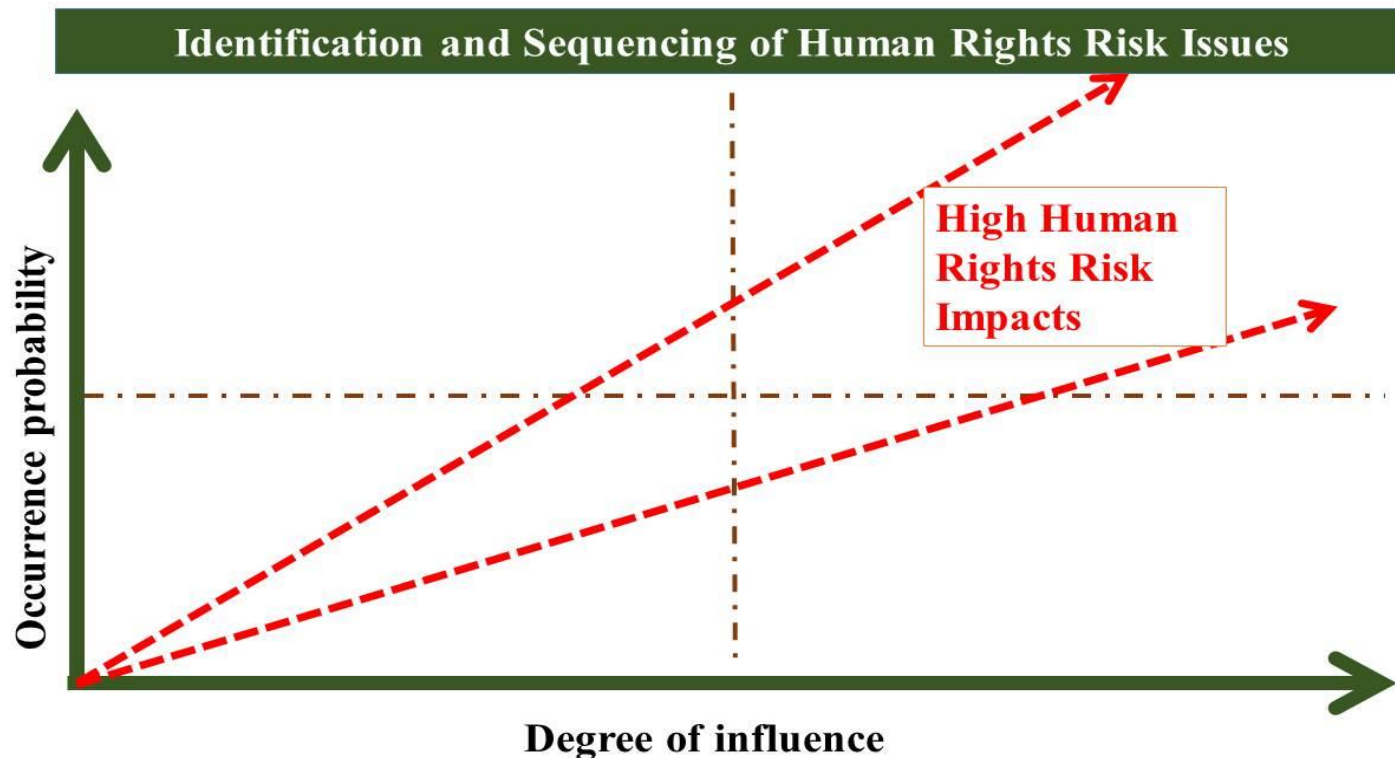 Identification and Sequencing of Human Rights Risk Issues
Occurrence probability
High Human
Rights Risk
Impacts
Degree of influence